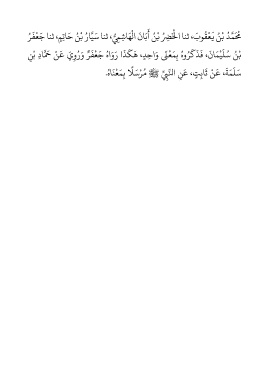 مُحَمَّدُ بْنُ يَعْقُوبَ، ثنا الْخَضِرُ بْنُ أَبَانَ الْهَاشِمِيُّ، ثنا سَيَّارُ بْنُ حَاتِمٍ، ثنا جَعْفَرُ
بْنُ سُلَيْمَانَ، فَذَكَرُوهُ بِمَعْنًى وَاحِدٍ، هَكَذَا رَوَاهُ جَعْفَرٌ وَرُوِيَ عَنْ حَمَّادِ بْنِ
سَلَمَةَ، عَنْ ثَابِتٍ، عَنِ النَّبِيِّ ﷺ مُرْسَلًا بِمَعْنَاهُ.